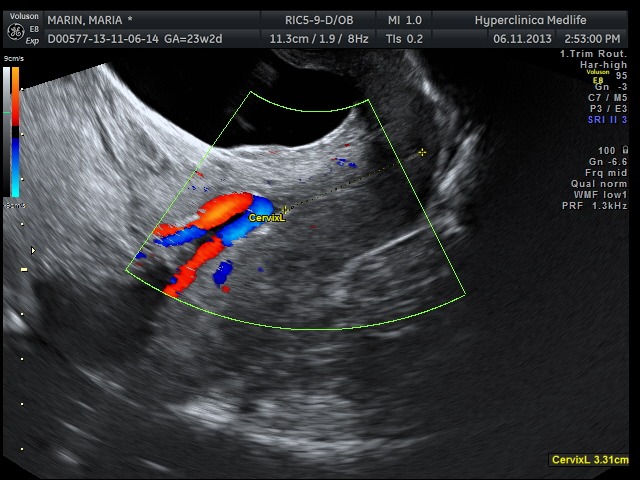 Voluson
E8
Exp
MARIN, MARIA *
RIC5-9-D/OB
MI 1.0
Hyperclinica Medlife
D00577-13-11-06-14 GA=23w2d
11.3cm / 1.9 / 8Hz
TIs 0.2
06.11.2013
2:53:00 PM
9cm/s
1.Trim Rout.
Har-high
Voluson
E8
95
Gn -3
C7 / M5
P3 / E3
SRI II 3
100
Gn -6.6
Frq mid
Qual norm
WMF low1
PRF 1.3kHz
CervixL
CervixL 3.31cm